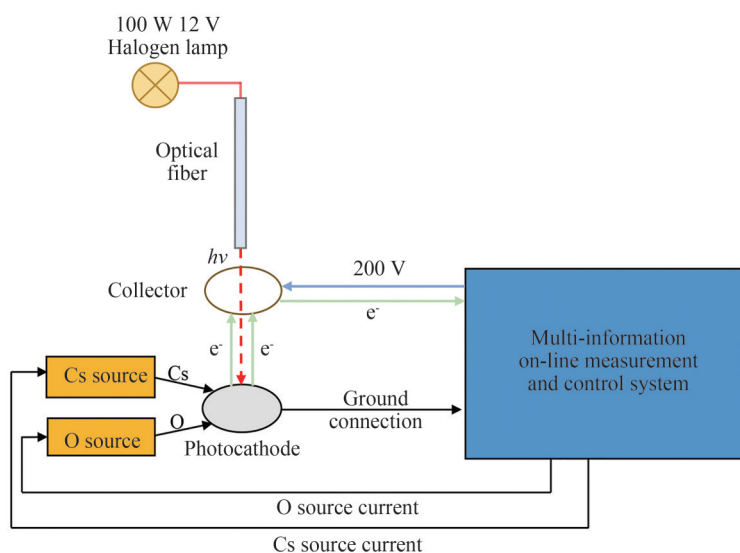 100 W 12 V
Halogen lamp
Optical
fiber
hν
Collector
200 V
e-
e-
e-
Multi-information
on-line measurement
and control system
Cs source
Cs
O source
O
Photocathode
Ground
connection
O source current
Cs source current